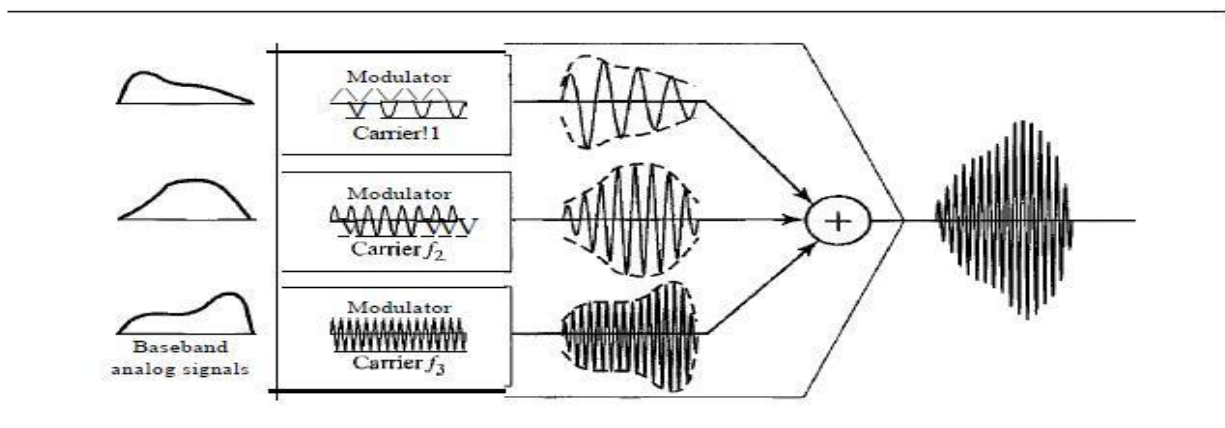 Modulator
Carrier!1
Modulator
Carrier f2
Modulator
Carrier f3
Baseband
analog signals
+